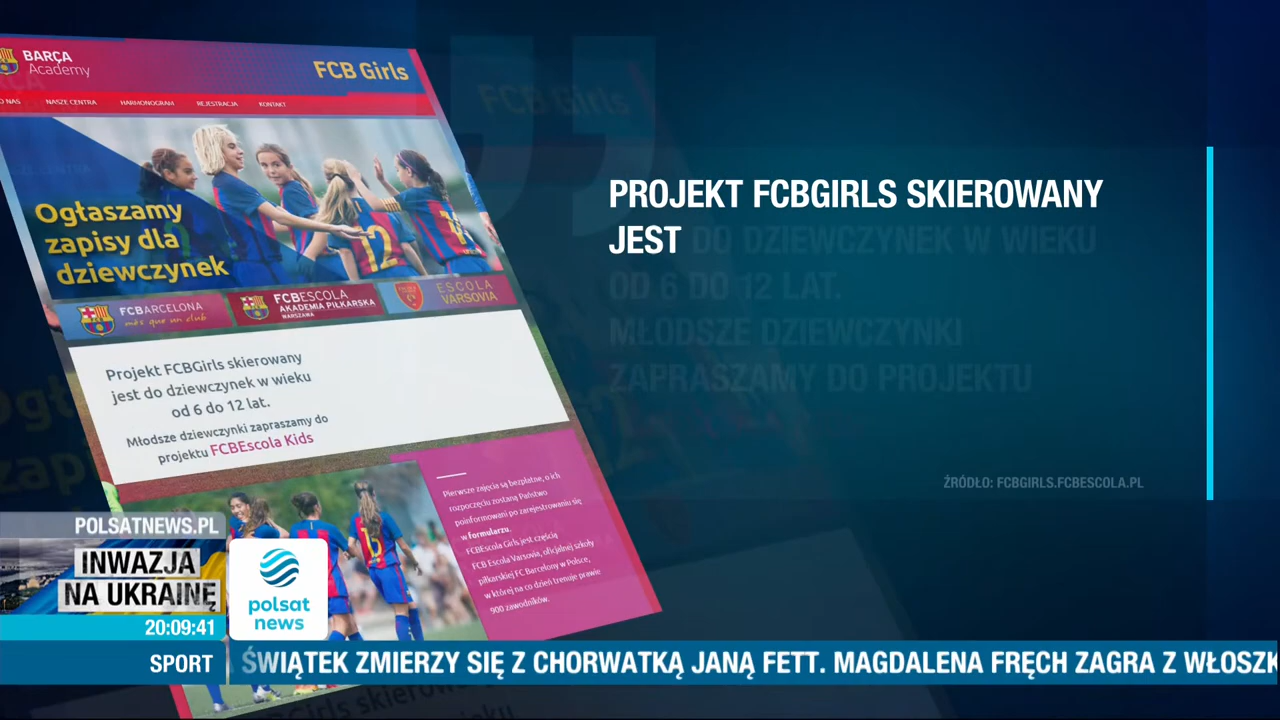 BARÇA
Academy
FCB Girls
O NAS NASZE CENTRA HARMONOGRAM REJESTRACJA KONTAKT
Ogłaszamy
zapisy dla
dziewczynek
12
FCBARCELONA
més que un club
FCBESCOLA
AKADEMIA PIŁKARSKA
WARSZAWA
ESCOLA
VARSOVIA
Projekt FCBGirls skierowany
jest do dziewczynek w wieku
od 6 do 12 lat.
Młodsze dziewczynki zapraszamy do
projektu FCBEscola Kids
Pierwsze zajęcia są bezpłatne, o ich
rozpoczęciu zostaną Państwo
poinformowani po zarejestrowaniu się
w formularzu.
FCBEscola Girls jest częścią
FCB Escola Varsovia, oficjalnej szkoły
piłkarskiej FC Barcelony w Polsce,
w której na co dzień trenuje prawie
900 zawodników.
PROJEKT FCBGIRLS SKIEROWANY
JEST DO DZIEWCZYNEK W WIEKU
OD 6 DO 12 LAT.
MŁODSZE DZIEWCZYNKI
ZAPRASZAMY DO PROJEKTU
ŹRÓDŁO: FCBGIRLS.FCBESCOLA.PL
POLSATNEWS.PL
INWAZJA
NA UKRAINĘ
20:09:41
polsat
news
SPORT
ŚWIĄTEK ZMIERZY SIĘ Z CHORWATKĄ JANĄ FETT. MAGDALENA FRĘCH ZAGRA Z WŁOSZK